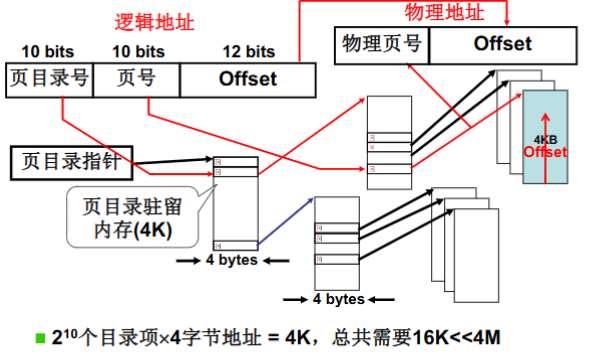 逻辑地址
物理地址
10 bits 10 bits 12 bits
页目录号 页号 Offset
物理页号 Offset
页目录指针
4KB
Offset
页目录驻留
内存(4K)
4 bytes
4 bytes
2¹⁰个目录项×4字节地址 = 4K，总共需要16K<<4M